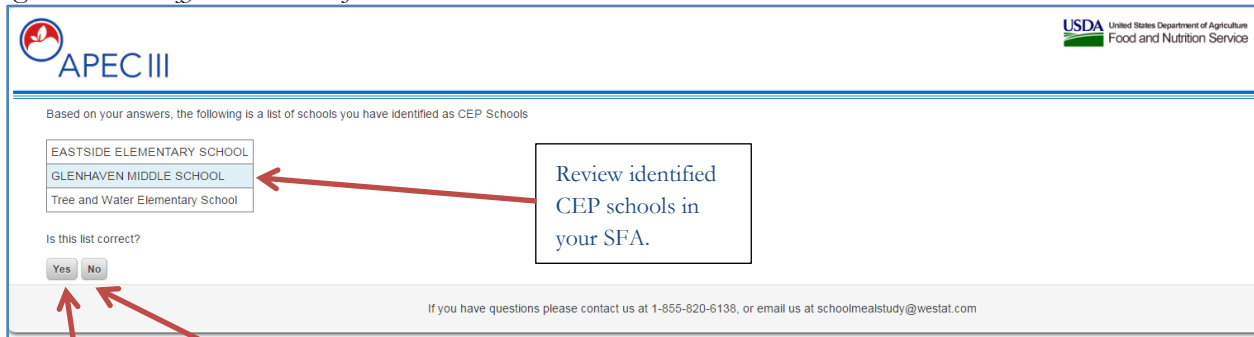 APEC III
USDA United States Department of Agriculture
Food and Nutrition Service
Based on your answers, the following is a list of schools you have identified as CEP Schools
EASTSIDE ELEMENTARY SCHOOL
GLENHAVEN MIDDLE SCHOOL
Tree and Water Elementary School
Review identified
CEP schools in
your SFA.
Is this list correct?
Yes No
If you have questions please contact us at 1-855-820-6138, or email us at schoolmealstudy@westat.com